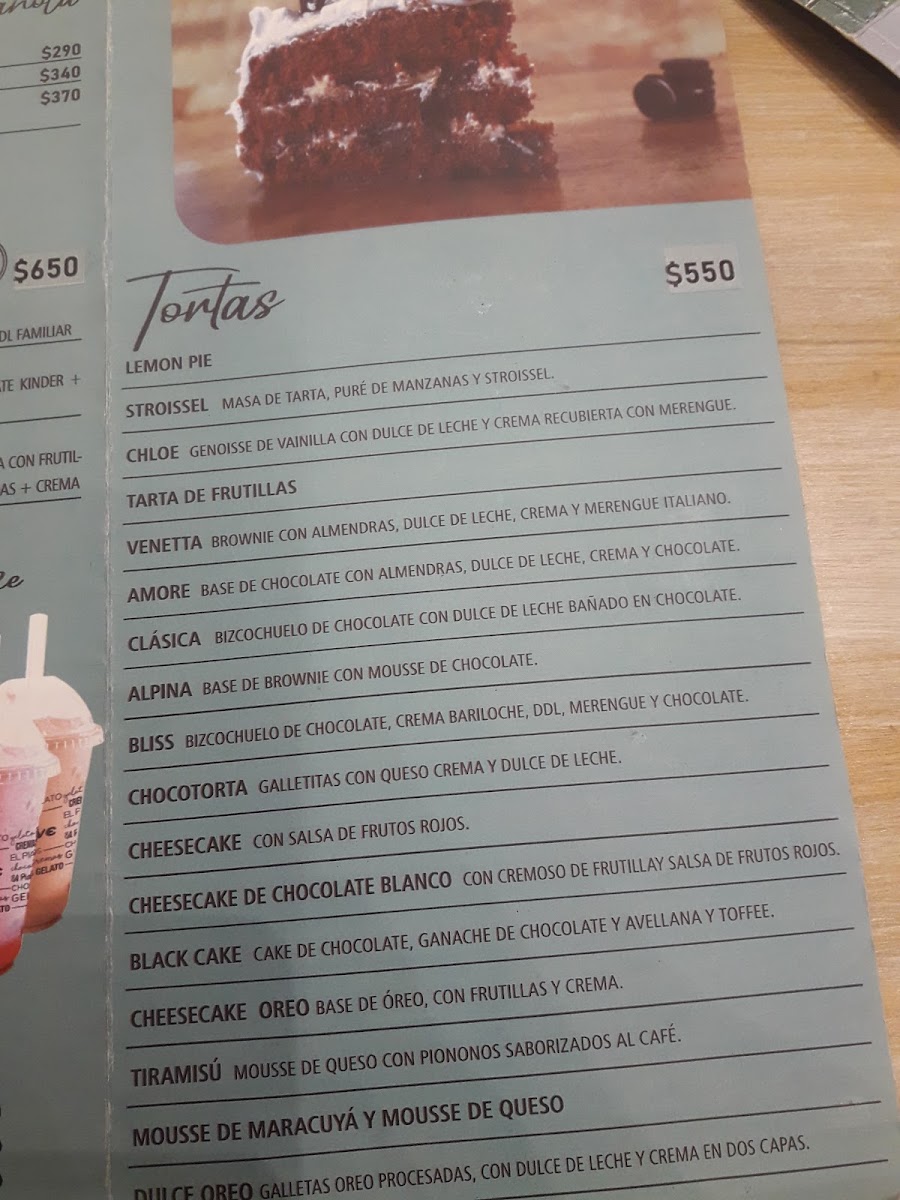 $290
$340
$370
$650
DL FAMILIAR
TE KINDER +
A CON FRUTIL-
AS + CREMA
Tortas
$550
LEMON PIE
STROISSEL MASA DE TARTA, PURÉ DE MANZANAS Y STROISSEL.
CHLOE GENOISSE DE VAINILLA CON DULCE DE LECHE Y CREMA RECUBIERTA CON MERENGUE.
TARTA DE FRUTILLAS
VENETTA BROWNIE CON ALMENDRAS, DULCE DE LECHE, CREMA Y MERENGUE ITALIANO.
AMORE BASE DE CHOCOLATE CON ALMENDRAS, DULCE DE LECHE, CREMA Y CHOCOLATE.
CLÁSICA BIZCOCHUELO DE CHOCOLATE CON DULCE DE LECHE BAÑADO EN CHOCOLATE.
ALPINA BASE DE BROWNIE CON MOUSSE DE CHOCOLATE.
BLISS BIZCOCHUELO DE CHOCOLATE, CREMA BARILOCHE, DDL, MERENGUE Y CHOCOLATE.
CHOCOTORTA GALLETITAS CON QUESO CREMA Y DULCE DE LECHE.
CHEESECAKE CON SALSA DE FRUTOS ROJOS.
CHEESECAKE DE CHOCOLATE BLANCO CON CREMOSO DE FRUTILLAY SALSA DE FRUTOS ROJOS.
BLACK CAKE CAKE DE CHOCOLATE, GANACHE DE CHOCOLATE Y AVELLANA Y TOFFEE.
CHEESECAKE OREO BASE DE ÓREO, CON FRUTILLAS Y CREMA.
TIRAMISÚ MOUSSE DE QUESO CON PIONONOS SABORIZADOS AL CAFÉ.
MOUSSE DE MARACUYÁ Y MOUSSE DE QUESO
DULCE OREO GALLETAS OREO PROCESADAS, CON DULCE DE LECHE Y CREMA EN DOS CAPAS.
GELATO